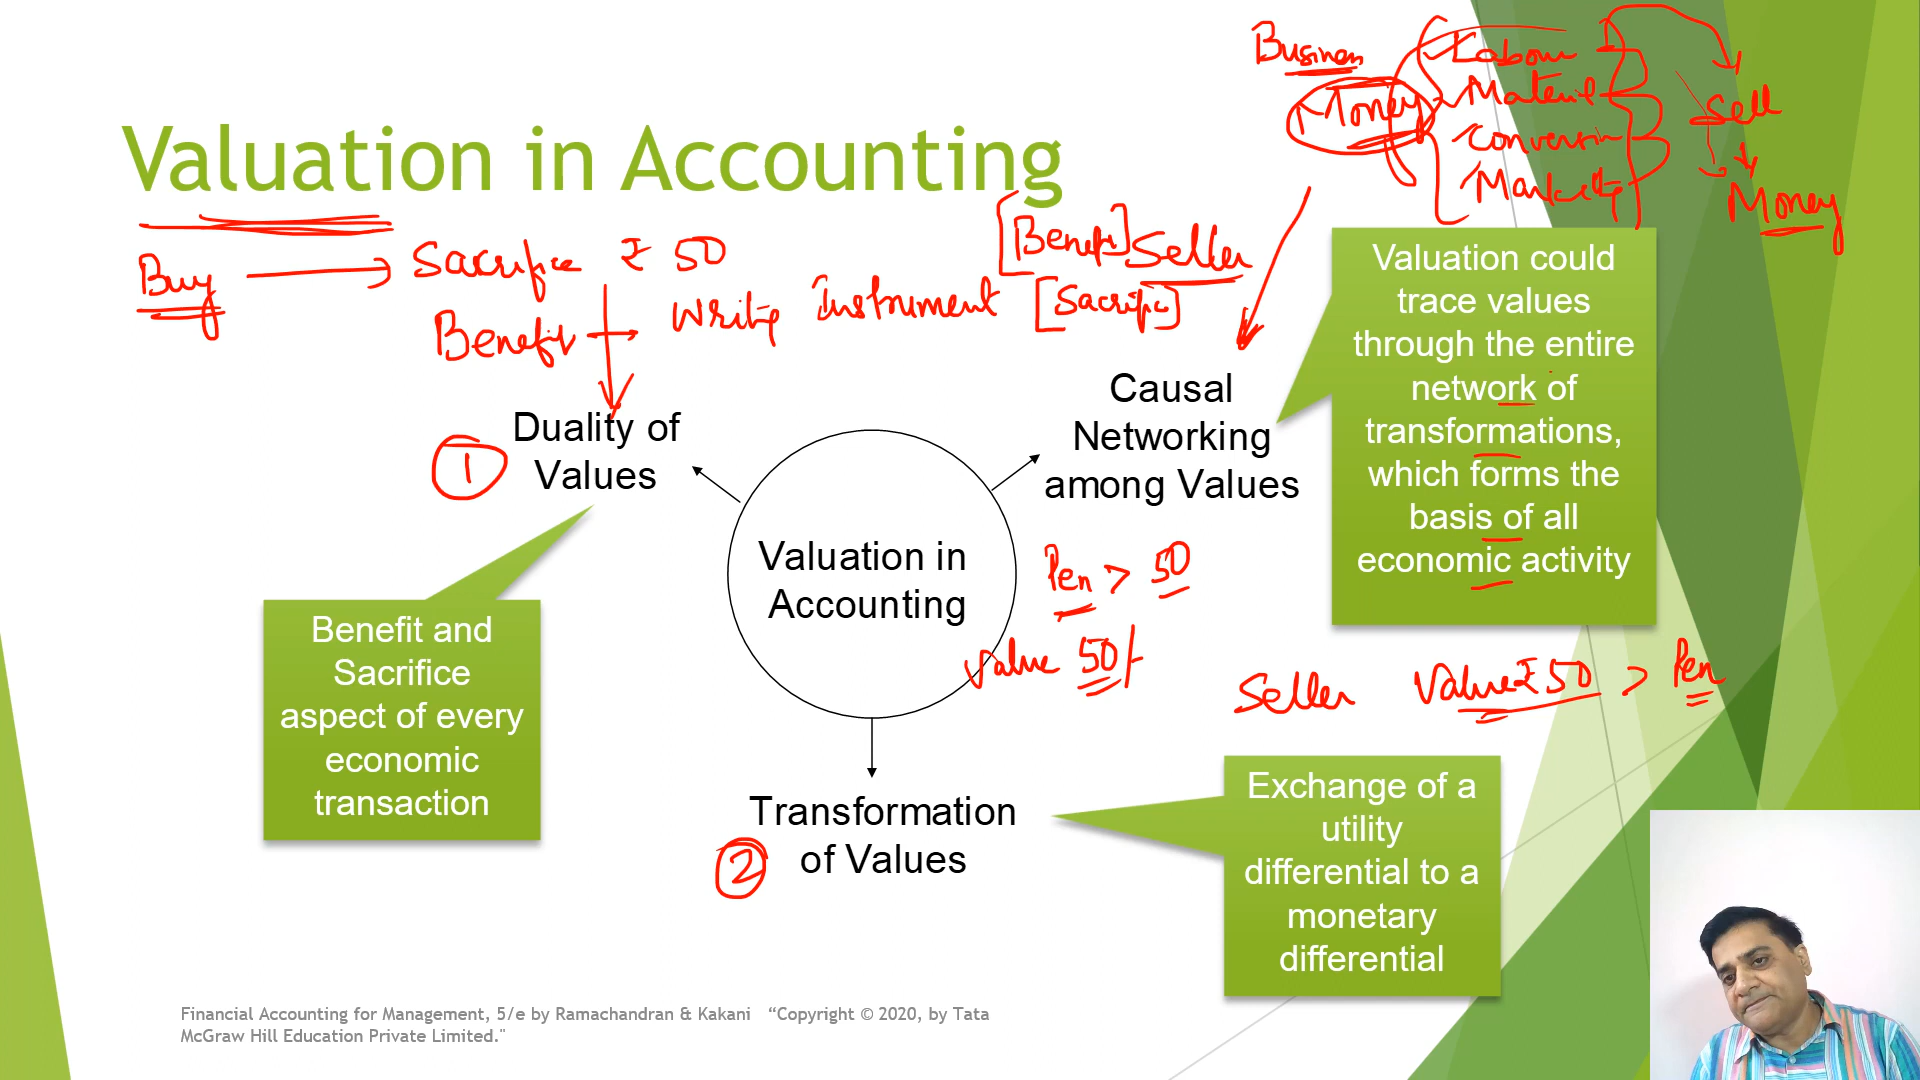 Business
Labour
Money
Material
Conversion
Marketing
Sell
Money
Valuation in Accounting
Buy
Sacrifice ₹ 50
[Benefit] Seller
Benefit
Instrument
[Sacrific]
Valuation could
trace values
through the entire
network of
transformations,
which forms the
basis of all
economic activity
Causal
Networking
among Values
Duality of
Values
1
Valuation in
Accounting
Pen > 50
Value 50/-
Benefit and
Sacrifice
aspect of every
economic
transaction
Seller Value ₹ 50 > Pen
Transformation
of Values
2
Exchange of a
utility
differential to a
monetary
differential
Financial Accounting for Management, 5/e by Ramachandran & Kakani “Copyright © 2020, by Tata
McGraw Hill Education Private Limited."